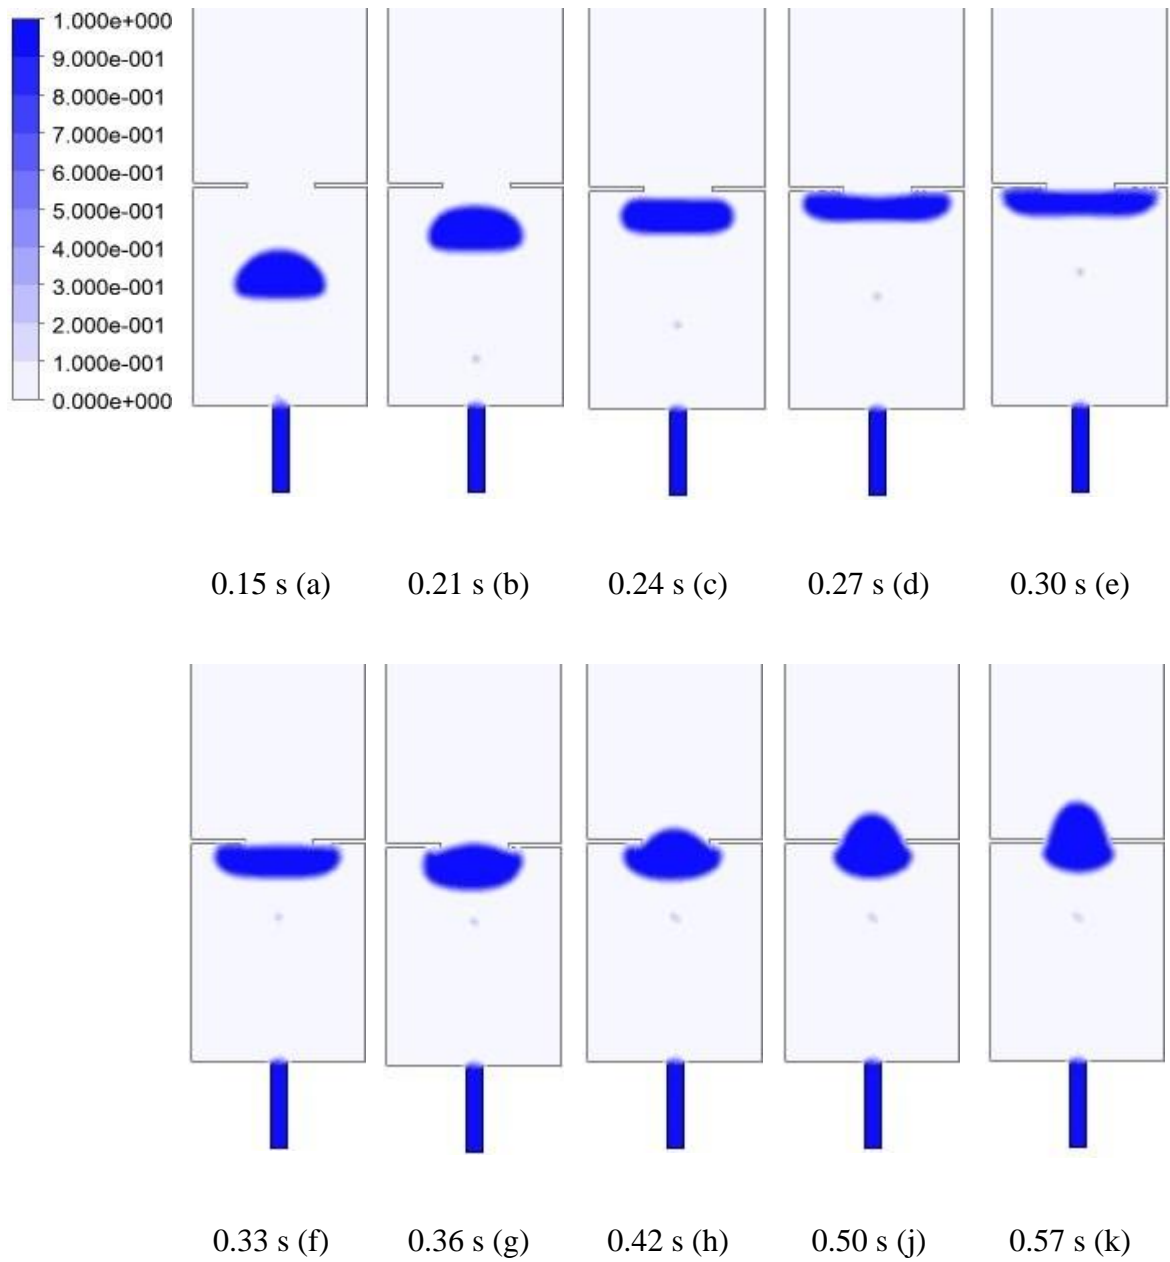 1.000e+000
9.000e-001
8.000e-001
7.000e-001
6.000e-001
5.000e-001
4.000e-001
3.000e-001
2.000e-001
1.000e-001
0.000e+000
0.15 s (a)
0.21 s (b)
0.24 s (c)
0.27 s (d)
0.30 s (e)
0.33 s (f)
0.36 s (g)
0.42 s (h)
0.50 s (j)
0.57 s (k)